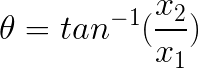 θ = tan⁻¹(x₂/x₁)